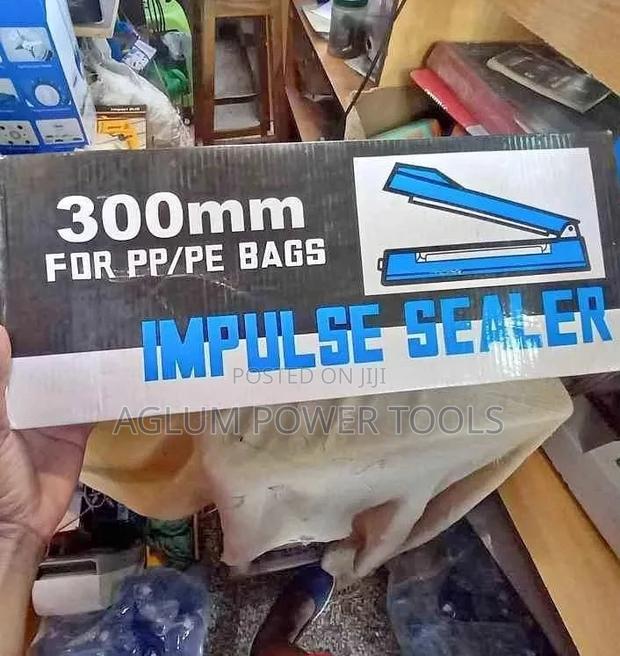 300mm
FOR PP/PE BAGS
IMPULSE SEALER
POSTED ON JIJI
AGLUM POWER TOOLS